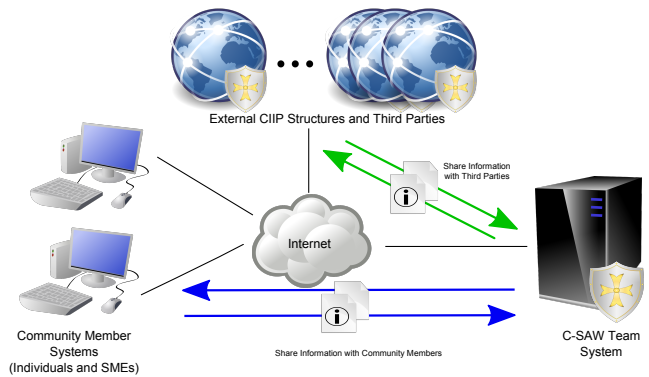 External CIIP Structures and Third Parties
Share Information
with Third Parties
Internet
Community Member
Systems
(Individuals and SMEs)
Share Information with Community Members
C-SAW Team
System